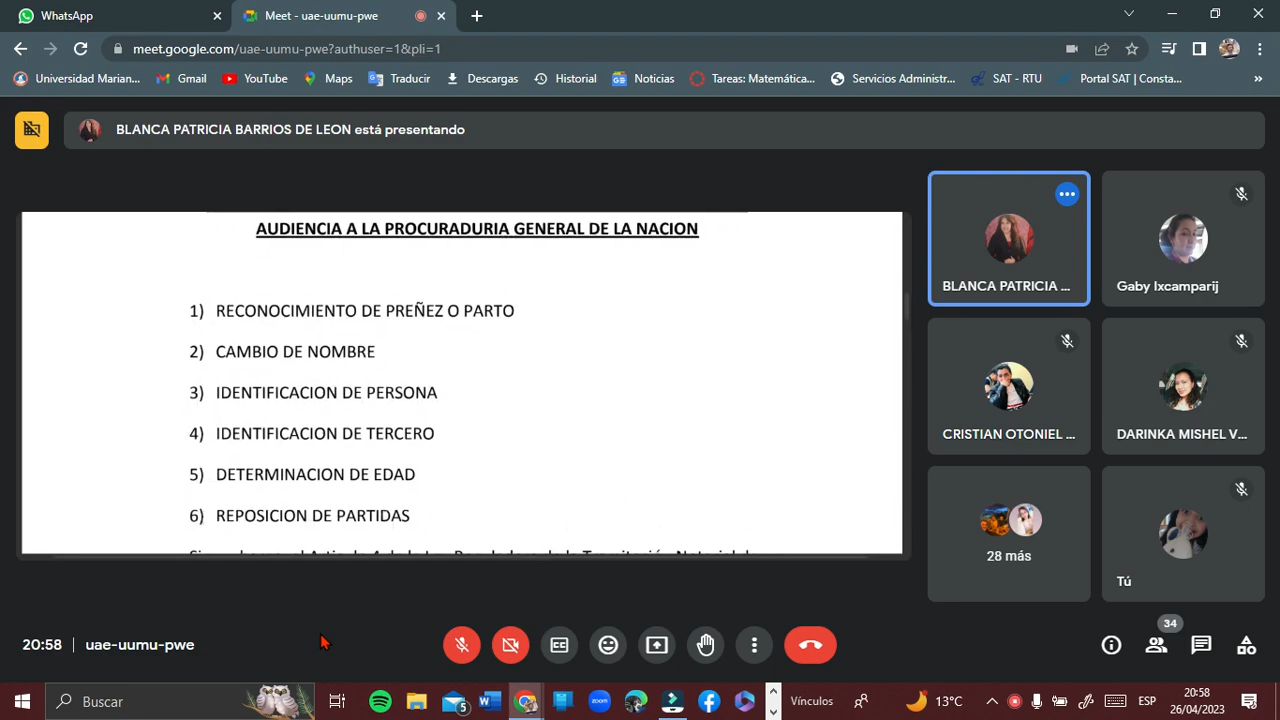 WhatsApp
Meet - uae-uumu-pwe
meet.google.com/uae-uumu-pwe?authuser=1&pli=1
Universidad Marian...
Gmail
YouTube
Maps
Traducir
Descargas
Historial
Noticias
Tareas: Matemática...
Servicios Administr...
SAT - RTU
Portal SAT | Consta...
»
BLANCA PATRICIA BARRIOS DE LEON está presentando
AUDIENCIA A LA PROCURADURIA GENERAL DE LA NACION
1) RECONOCIMIENTO DE PREÑEZ O PARTO
2) CAMBIO DE NOMBRE
3) IDENTIFICACION DE PERSONA
4) IDENTIFICACION DE TERCERO
5) DETERMINACION DE EDAD
6) REPOSICION DE PARTIDAS
BLANCA PATRICIA ...
Gaby Ixcamparij
CRISTIAN OTONIEL ...
DARINKA MISHEL V...
28 más
Tú
20:58 | uae-uumu-pwe
34
Buscar
5
Vínculos
13°C
ESP
20:58
26/04/2023